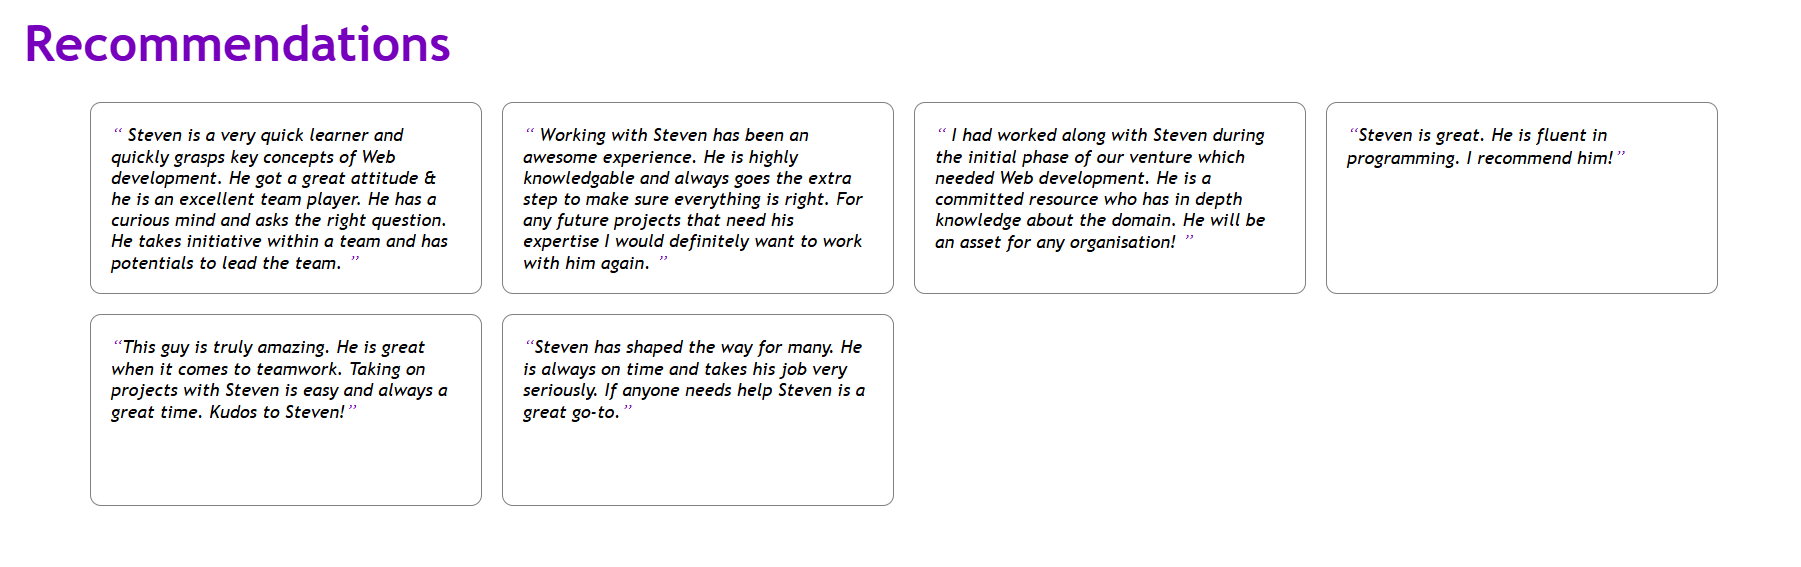 Recommendations
“ Steven is a very quick learner and
quickly grasps key concepts of Web
development. He got a great attitude &
he is an excellent team player. He has a
curious mind and asks the right question.
He takes initiative within a team and has
potentials to lead the team. ”
“ Working with Steven has been an
awesome experience. He is highly
knowledgable and always goes the extra
step to make sure everything is right. For
any future projects that need his
expertise I would definitely want to work
with him again. ”
“ I had worked along with Steven during
the initial phase of our venture which
needed Web development. He is a
committed resource who has in depth
knowledge about the domain. He will be
an asset for any organisation! ”
“Steven is great. He is fluent in
programming. I recommend him!”
“This guy is truly amazing. He is great
when it comes to teamwork. Taking on
projects with Steven is easy and always a
great time. Kudos to Steven!”
“Steven has shaped the way for many. He
is always on time and takes his job very
seriously. If anyone needs help Steven is a
great go-to.”